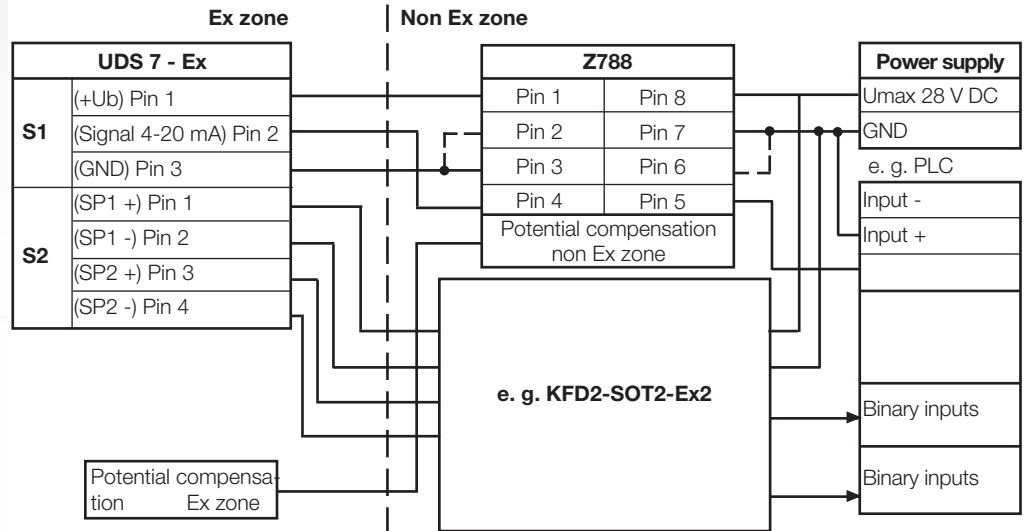 Ex zone
Non Ex zone
UDS 7 - Ex
S1
(+Ub) Pin 1
(Signal 4-20 mA) Pin 2
(GND) Pin 3
S2
(SP1 +) Pin 1
(SP1 -) Pin 2
(SP2 +) Pin 3
(SP2 -) Pin 4
Z788
Pin 1
Pin 8
Pin 2
Pin 7
Pin 3
Pin 6
Pin 4
Pin 5
Potential compensation
non Ex zone
Power supply
Umax 28 V DC
GND
e. g. PLC
Input -
Input +
Binary inputs
Binary inputs
e. g. KFD2-SOT2-Ex2
Potential compensa-
tion Ex zone